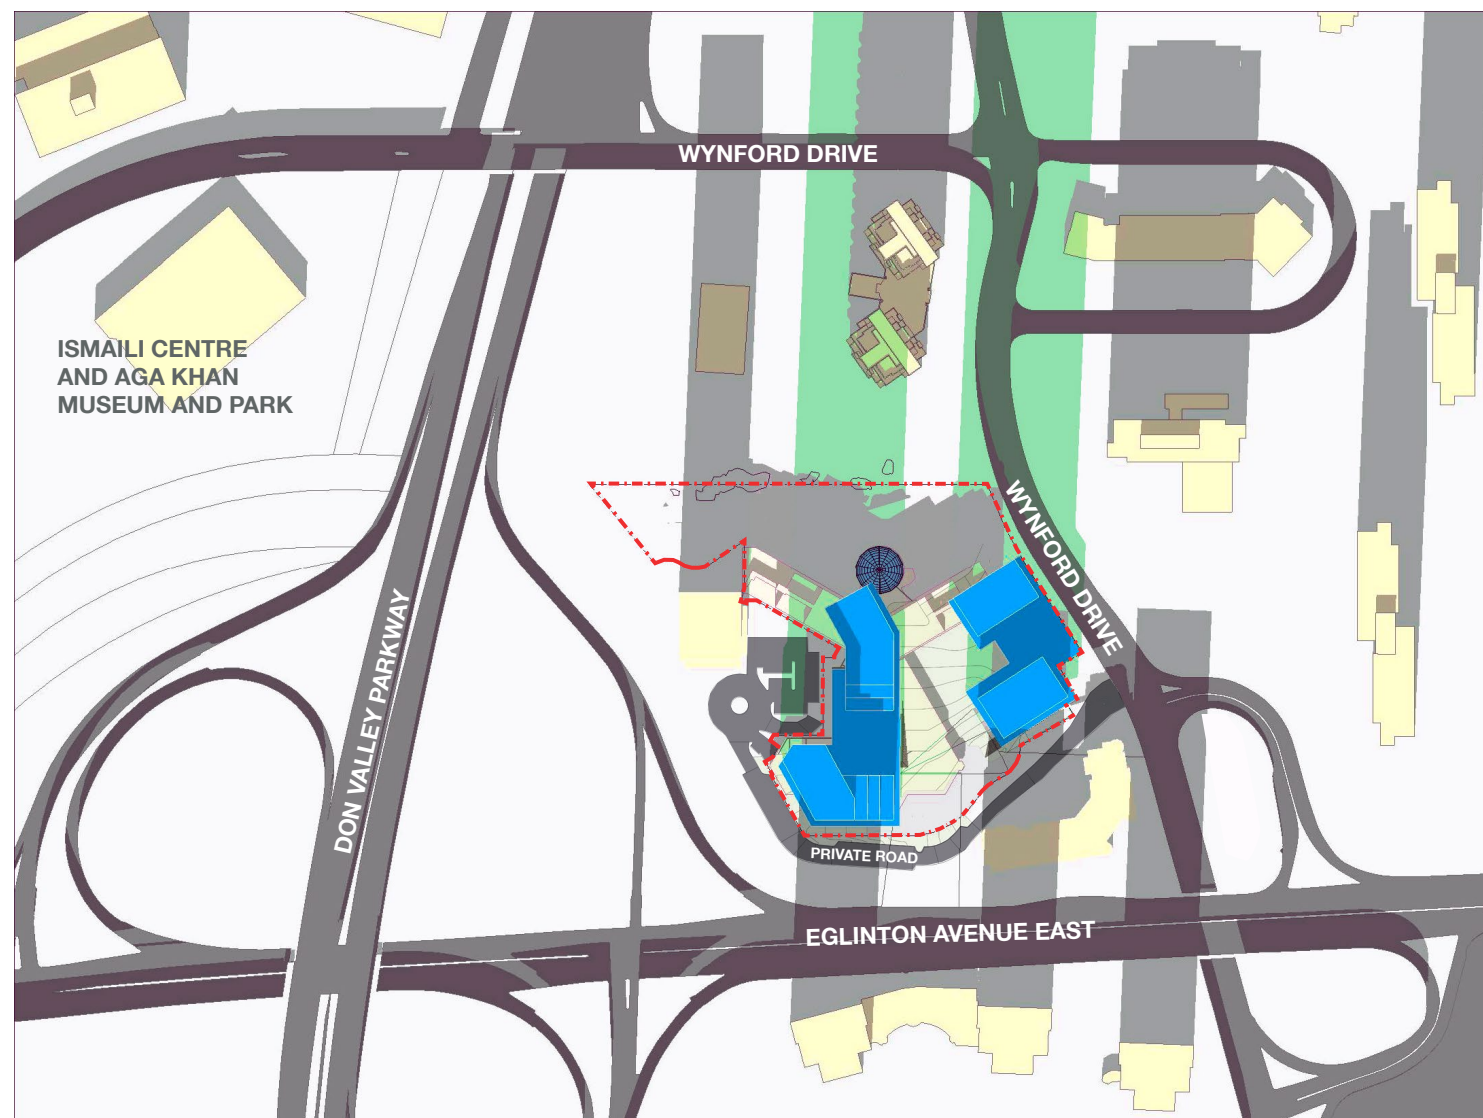 WYNFORD DRIVE
ISMAILI CENTRE
AND AGA KHAN
MUSEUM AND PARK
WYNFORD DRIVE
DON VALLEY PARKWAY
PRIVATE ROAD
EGLINTON AVENUE EAST